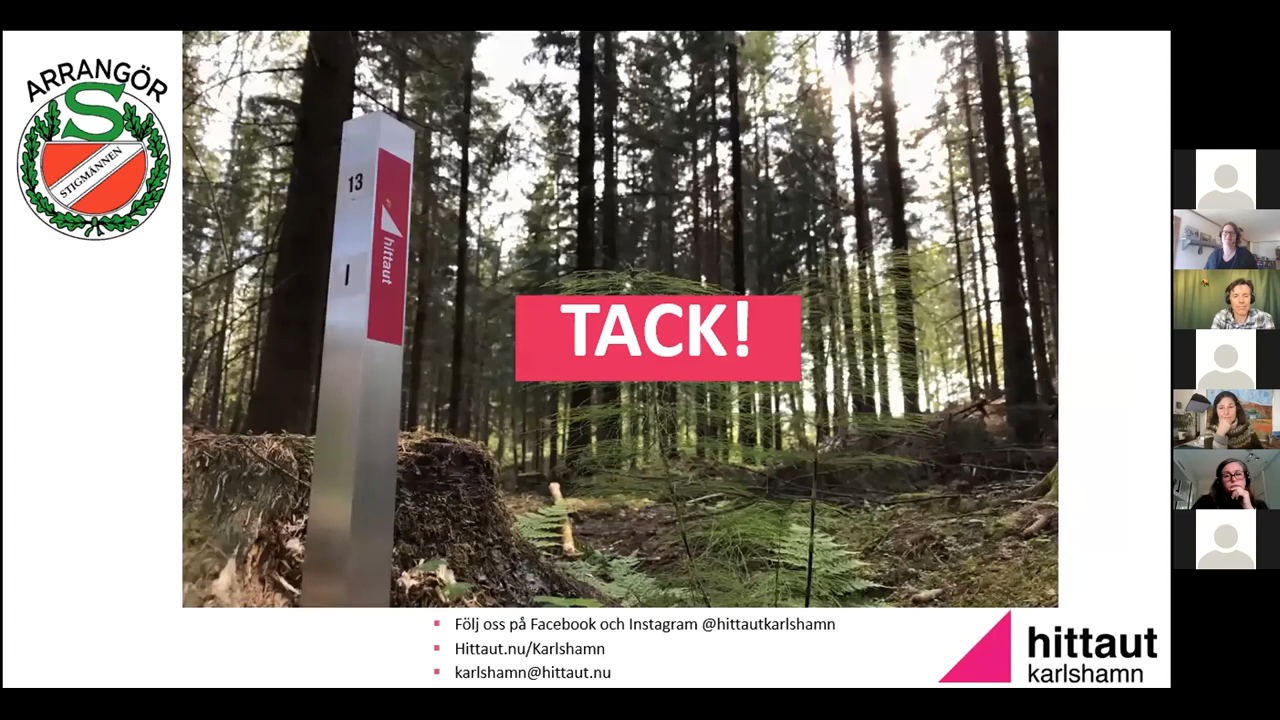 ARRANGÖR
S
STIGMÄNNEN
13
I
hittaut
TACK!
Följ oss på Facebook och Instagram @hittautkarlshamn
Hittaut.nu/Karlshamn
karlshamn@hittaut.nu
hittaut
karlshamn